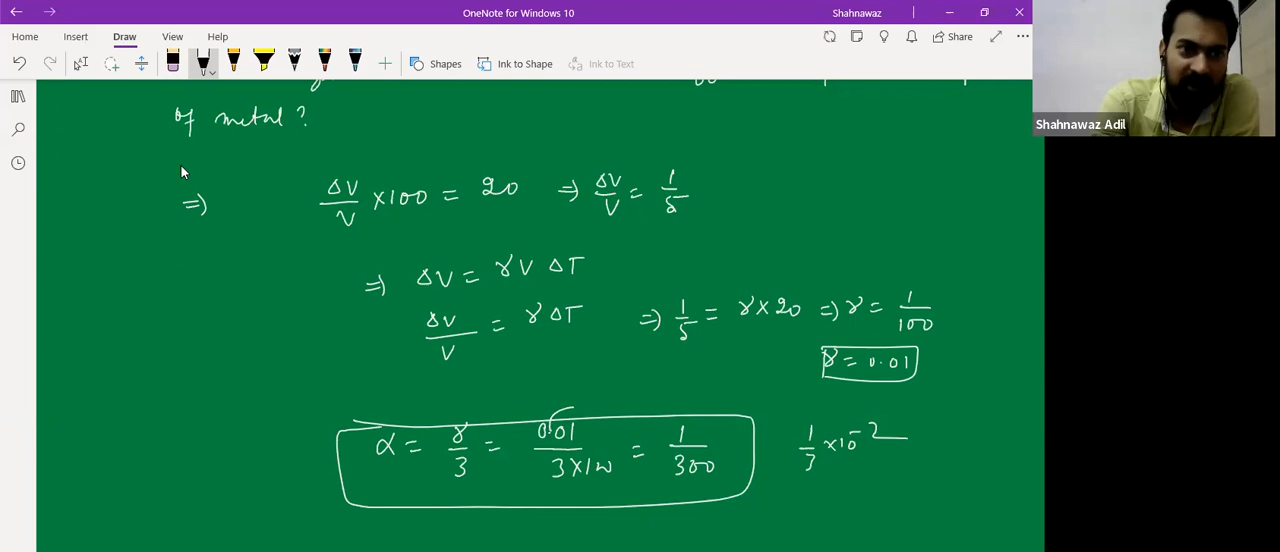 OneNote for Windows 10
Shahnawaz
Home Insert Draw View Help
Share
Shapes Ink to Shape Ink to Text
Shahnawaz Adil
of metal?
⇒ ΔV/V ×100 = 20 ⇒ ΔV/V = 1/5
⇒ ΔV = γV ΔT
ΔV/V = γ ΔT ⇒ 1/5 = γ × 20 ⇒ γ = 1/100
γ = 0.01
α = γ/3 = 0.01/3×100 = 1/300 1/3 ×10⁻²